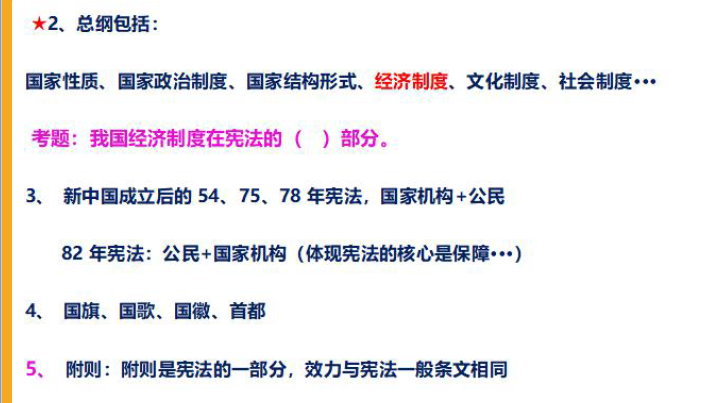 ★2、总纲包括：
国家性质、国家政治制度、国家结构形式、经济制度、文化制度、社会制度•••
考题：我国经济制度在宪法的（ ）部分。
3、 新中国成立后的 54、75、78 年宪法，国家机构+公民
82 年宪法：公民+国家机构（体现宪法的核心是保障•••）
4、 国旗、国歌、国徽、首都
5、 附则：附则是宪法的一部分，效力与宪法一般条文相同